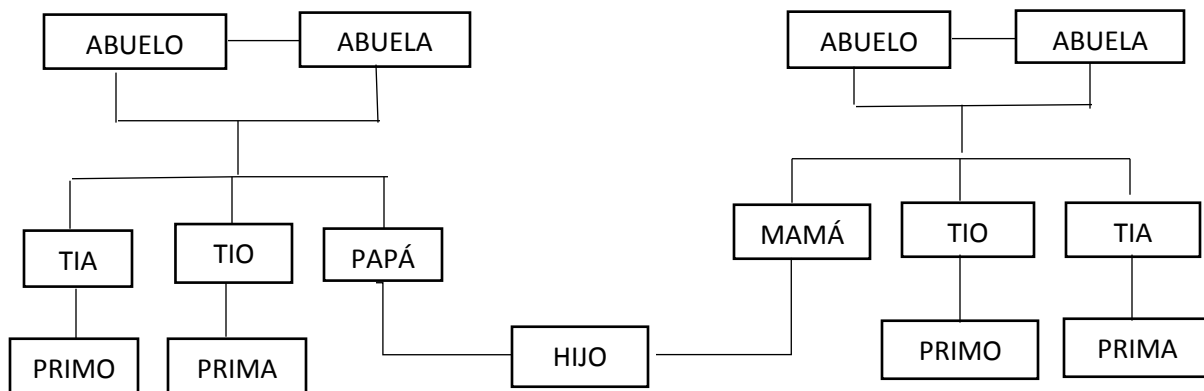 ABUELO
ABUELA
ABUELO
ABUELA
TIA
TIO
PAPÁ
MAMÁ
TIO
TIA
PRIMO
PRIMA
HIJO
PRIMO
PRIMA